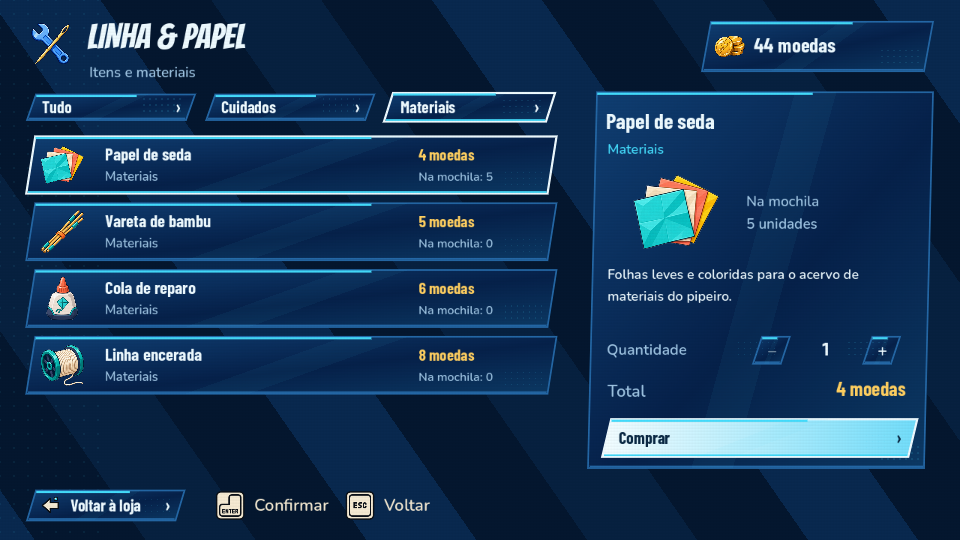 LINHA & PAPEL
Itens e materiais
44 moedas
Tudo
Cuidados
Materiais
Papel de seda
Materiais
4 moedas
Na mochila: 5
Vareta de bambu
Materiais
5 moedas
Na mochila: 0
Cola de reparo
Materiais
6 moedas
Na mochila: 0
Linha encerada
Materiais
8 moedas
Na mochila: 0
Papel de seda
Materiais
Na mochila
5 unidades
Folhas leves e coloridas para o acervo de
materiais do pipeiro.
Quantidade
– 1 +
Total
4 moedas
Comprar
Voltar à loja
ENTER
Confirmar
ESC
Voltar